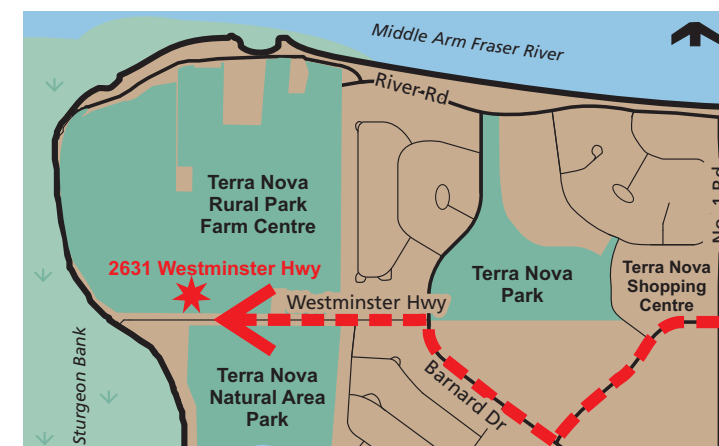 Middle Arm Fraser River
River Rd
No. 1 Rd
Terra Nova
Rural Park
Farm Centre
2631 Westminster Hwy
Westminster Hwy
Terra Nova
Park
Terra Nova
Shopping
Centre
Sturgeon Bank
Terra Nova
Natural Area
Park
Barnard Dr